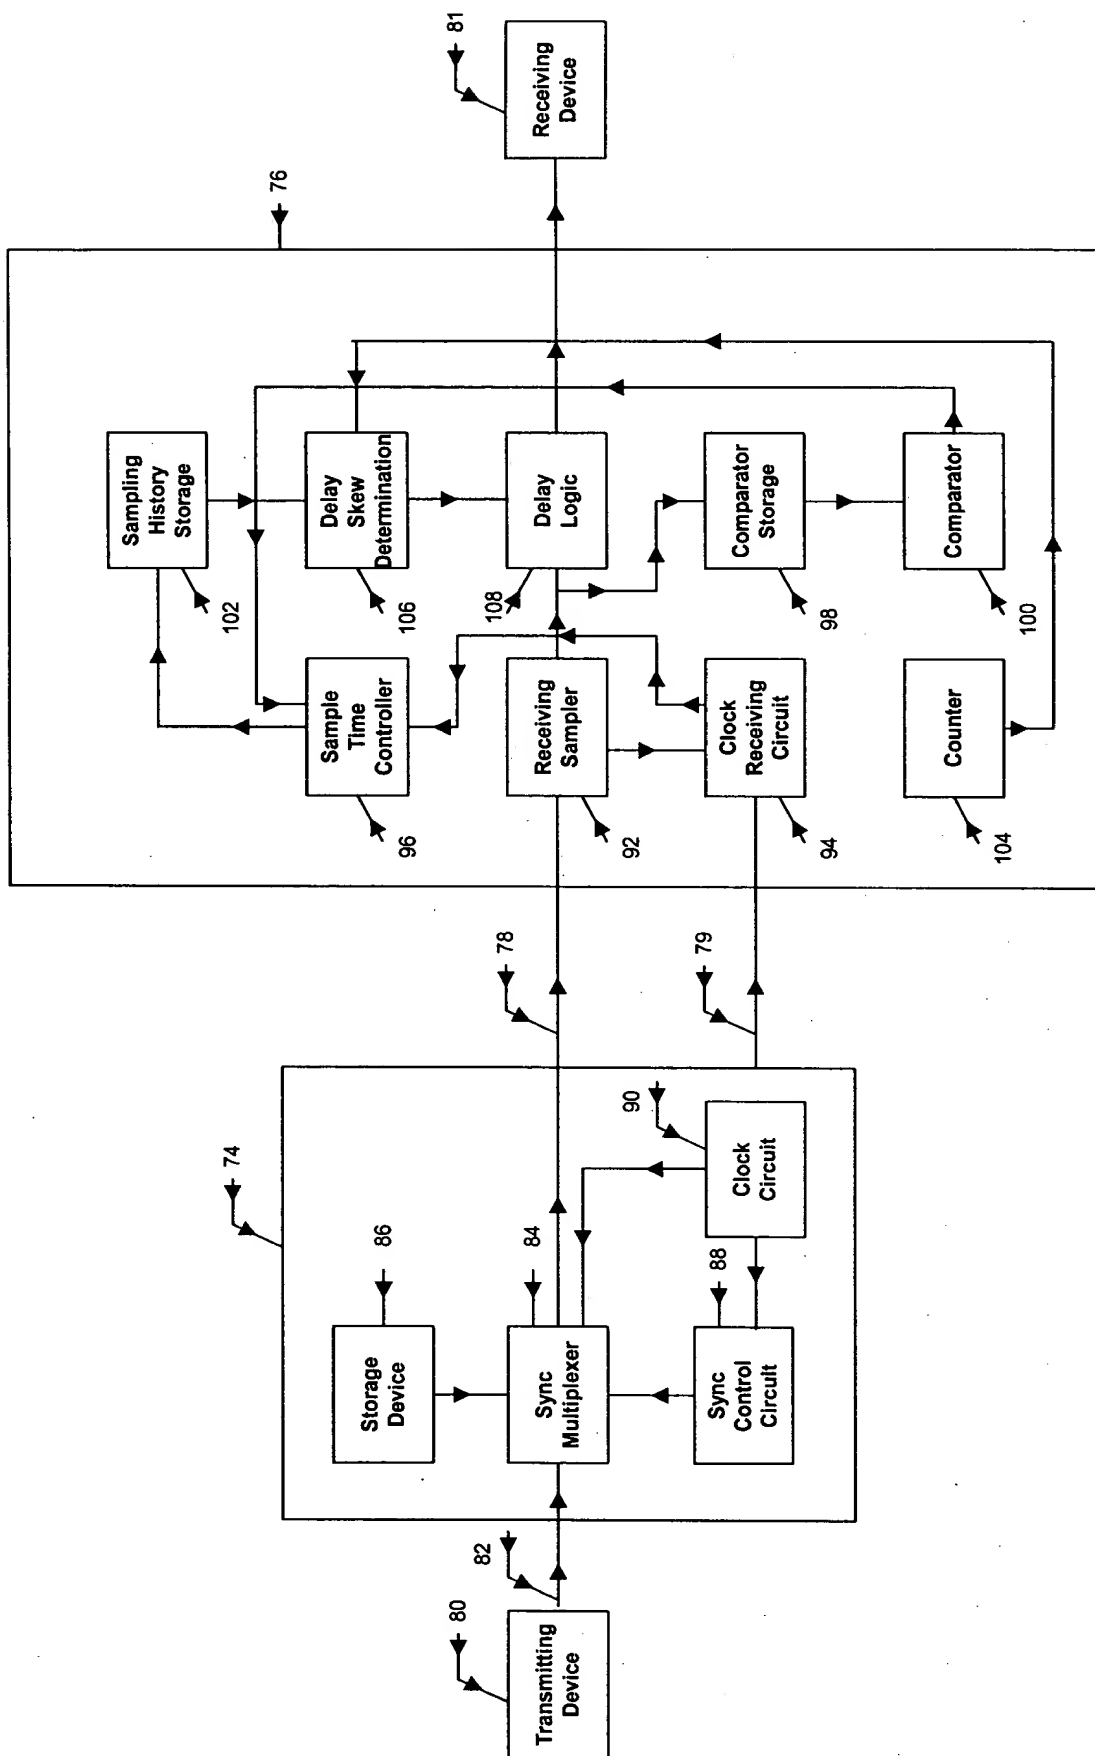 Transmitting
Device
80
82
74
Storage
Device
86
Sync
Multiplexer
84
Sync
Control
Circuit
88
Clock
Circuit
90
78
79
76
Sample
Time
Controller
96
Receiving
Sampler
92
Clock
Receiving
Circuit
94
Counter
104
Sampling
History
Storage
102
Delay
Skew
Determination
106
Delay
Logic
108
Comparator
Storage
98
Comparator
100
Receiving
Device
81